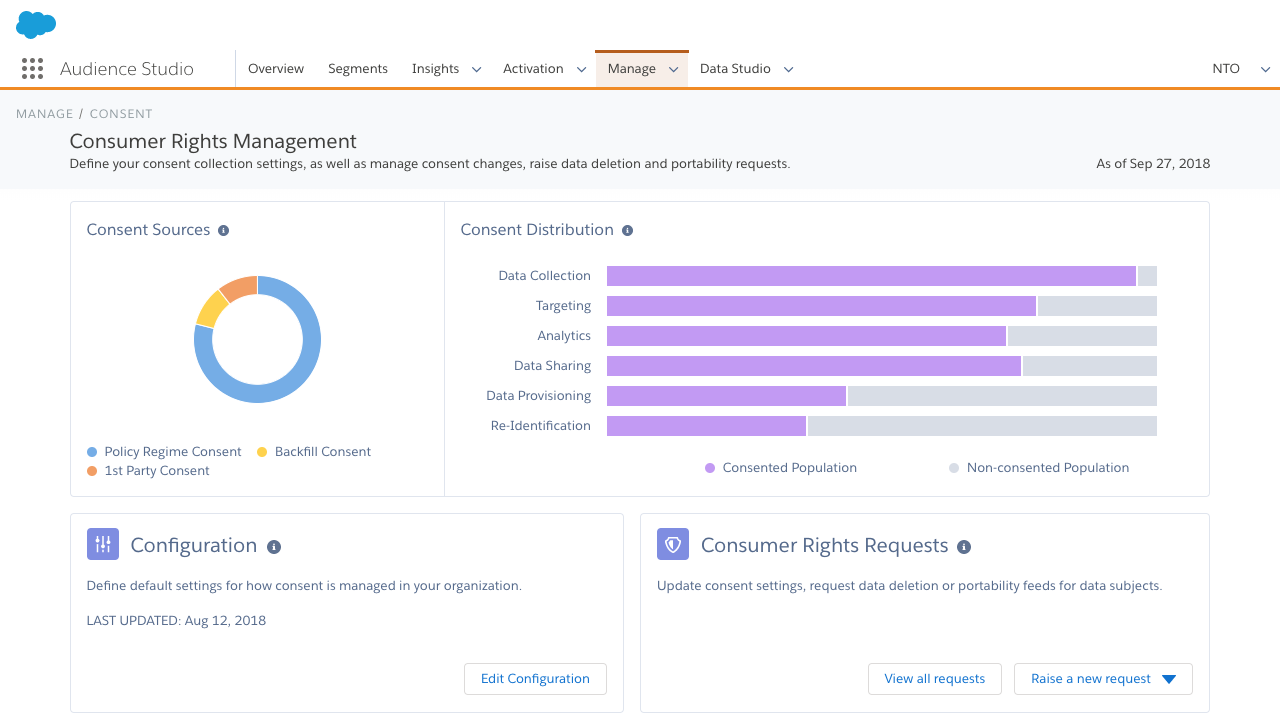 Audience Studio
Overview
Segments
Insights
Activation
Manage
Data Studio
NTO
MANAGE / CONSENT
Consumer Rights Management
Define your consent collection settings, as well as manage consent changes, raise data deletion and portability requests.
As of Sep 27, 2018
Consent Sources
Policy Regime Consent
Backfill Consent
1st Party Consent
Consent Distribution
Data Collection
Targeting
Analytics
Data Sharing
Data Provisioning
Re-Identification
Consented Population
Non-consented Population
Configuration
Define default settings for how consent is managed in your organization.
LAST UPDATED: Aug 12, 2018
Edit Configuration
Consumer Rights Requests
Update consent settings, request data deletion or portability feeds for data subjects.
View all requests
Raise a new request